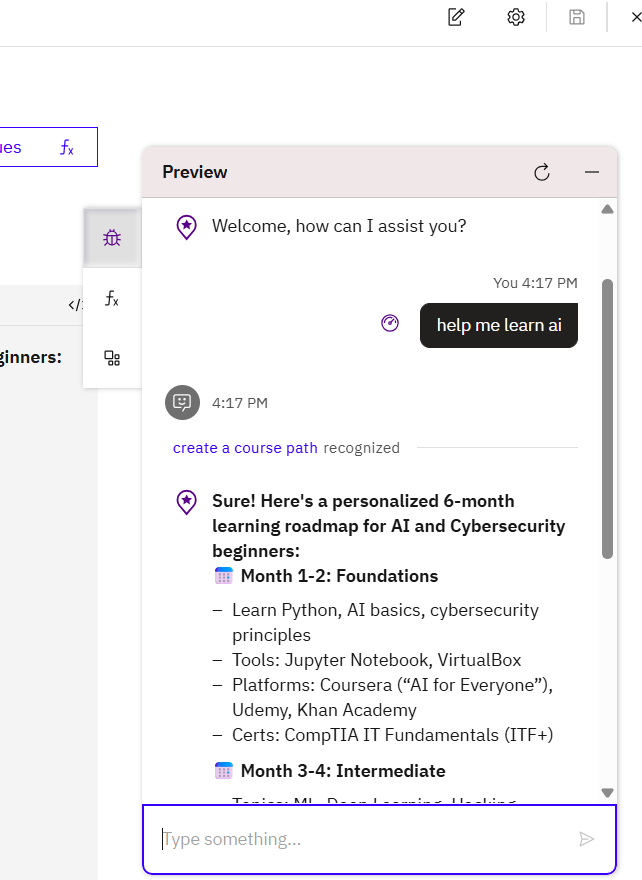 ues fx
Preview
Welcome, how can I assist you?
</>
fx
You 4:17 PM
help me learn ai
ginners:
4:17 PM
create a course path recognized
Sure! Here's a personalized 6-month
learning roadmap for AI and Cybersecurity
beginners:
Month 1-2: Foundations
– Learn Python, AI basics, cybersecurity
principles
– Tools: Jupyter Notebook, VirtualBox
– Platforms: Coursera (“AI for Everyone”),
Udemy, Khan Academy
– Certs: CompTIA IT Fundamentals (ITF+)
Month 3-4: Intermediate
Topics: ML, Deep Learning, Hacking
Type something...